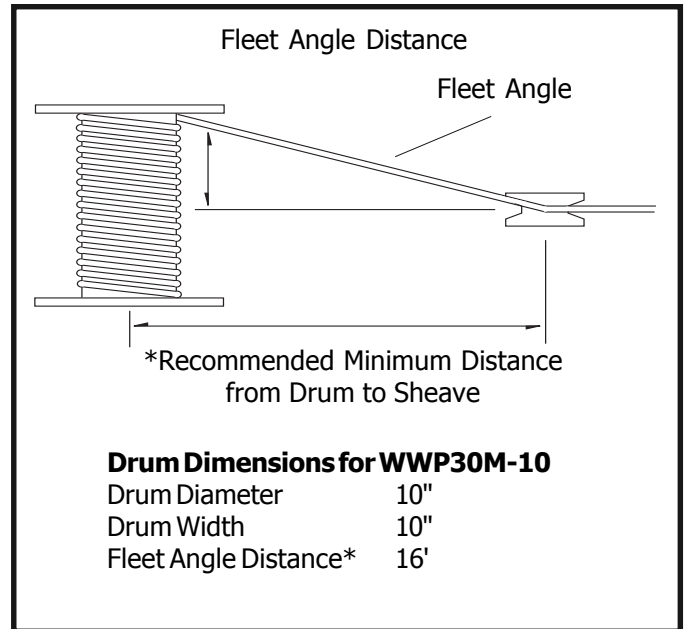 Fleet Angle Distance
Fleet Angle
*Recommended Minimum Distance
from Drum to Sheave
Drum Dimensions for WWP30M-10
Drum Diameter 10"
Drum Width 10"
Fleet Angle Distance* 16'